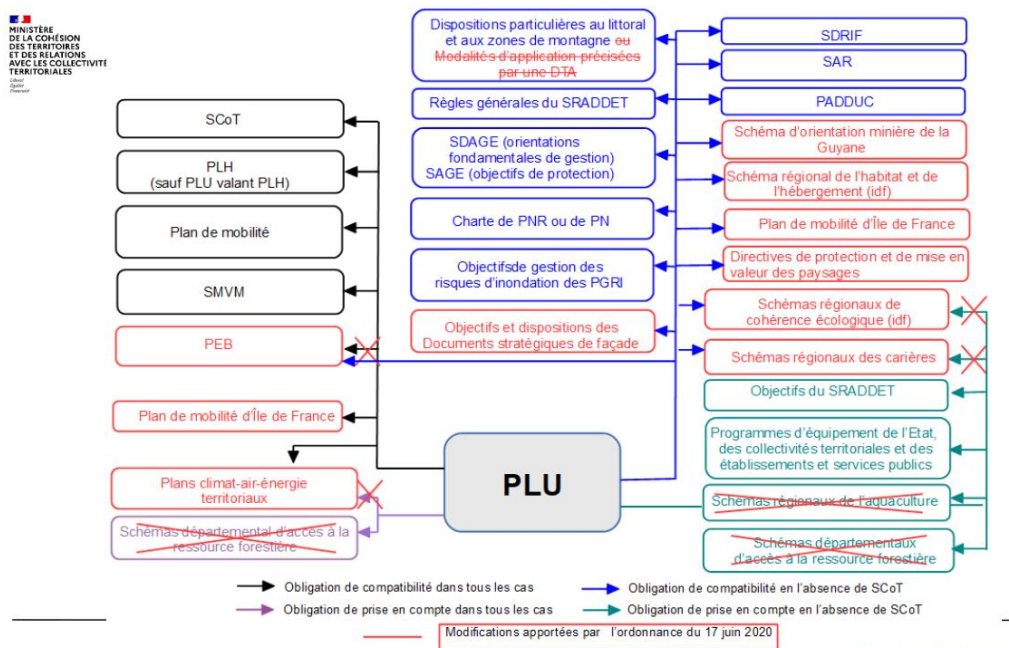 MINISTÈRE
DE LA COHÉSION
DES TERRITOIRES
ET DES RELATIONS
AVEC LES COLLECTIVITÉ
TERRITORIALES
Liberté
Égalité
Fraternité
SCoT
PLH
(sauf PLU valant PLH)
Plan de mobilité
SMVM
PEB
Plan de mobilité d'Île de France
Plans climat-air-énergie
territoriaux
Schémas départemental d'accès à la
ressource forestière
Dispositions particulières au littoral
et aux zones de montagne ou
Modalités d'application précisées
par une DTA
Règles générales du SRADDET
SDAGE (orientations
fondamentales de gestion)
SAGE (objectifs de protection)
Charte de PNR ou de PN
Objectifsde gestion des
risques d'inondation des PGRI
Objectifs et dispositions des
Documents stratégiques de façade
PLU
SDRIF
SAR
PADDUC
Schéma d'orientation minière de la
Guyane
Schéma régional de l'habitat et de
l'hébergement (idf)
Plan de mobilité d'Île de France
Directives de protection et de mise en
valeur des paysages
Schémas régionaux de
cohérence écologique (idf)
Schémas régionaux des carières
Objectifs du SRADDET
Programmes d'équipement de l'Etat,
des collectivités territoriales et des
établissements et services publics
Schémas régionaux de l'aquaculture
Schémas départementaux
d'accès à la ressource forestière
Obligation de compatibilité dans tous les cas
Obligation de compatibilité en l'absence de SCoT
Obligation de prise en compte dans tous les cas
Obligation de prise en compte en l'absence de SCoT
Modifications apportées par l'ordonnance du 17 juin 2020